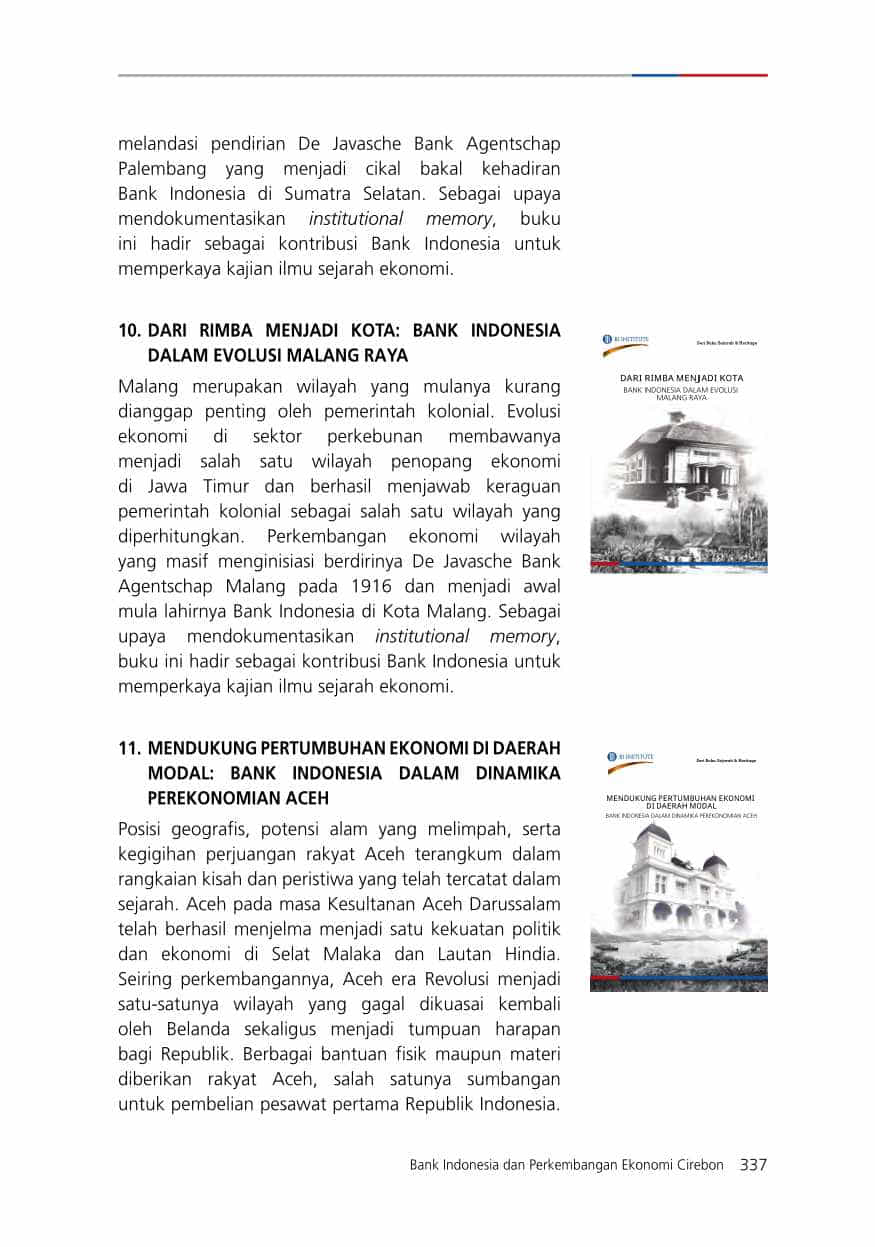 melandasi pendirian De Javasche Bank Agentschap
Palembang yang menjadi cikal bakal kehadiran
Bank Indonesia di Sumatra Selatan. Sebagai upaya
mendokumentasikan institutional memory, buku
ini hadir sebagai kontribusi Bank Indonesia untuk
memperkaya kajian ilmu sejarah ekonomi.
10. DARI RIMBA MENJADI KOTA: BANK INDONESIA
DALAM EVOLUSI MALANG RAYA
Malang merupakan wilayah yang mulanya kurang
dianggap penting oleh pemerintah kolonial. Evolusi
ekonomi di sektor perkebunan membawanya
menjadi salah satu wilayah penopang ekonomi
di Jawa Timur dan berhasil menjawab keraguan
pemerintah kolonial sebagai salah satu wilayah yang
diperhitungkan. Perkembangan ekonomi wilayah
yang masif menginisiasi berdirinya De Javasche Bank
Agentschap Malang pada 1916 dan menjadi awal
mula lahirnya Bank Indonesia di Kota Malang. Sebagai
upaya mendokumentasikan institutional memory,
buku ini hadir sebagai kontribusi Bank Indonesia untuk
memperkaya kajian ilmu sejarah ekonomi.
BI INSTITUTE
Seri Buku Sejarah & Heritage
DARI RIMBA MENJADI KOTA
BANK INDONESIA DALAM EVOLUSI
MALANG RAYA
11. MENDUKUNG PERTUMBUHAN EKONOMI DI DAERAH
MODAL: BANK INDONESIA DALAM DINAMIKA
PEREKONOMIAN ACEH
Posisi geografis, potensi alam yang melimpah, serta
kegigihan perjuangan rakyat Aceh terangkum dalam
rangkaian kisah dan peristiwa yang telah tercatat dalam
sejarah. Aceh pada masa Kesultanan Aceh Darussalam
telah berhasil menjelma menjadi satu kekuatan politik
dan ekonomi di Selat Malaka dan Lautan Hindia.
Seiring perkembangannya, Aceh era Revolusi menjadi
satu-satunya wilayah yang gagal dikuasai kembali
oleh Belanda sekaligus menjadi tumpuan harapan
bagi Republik. Berbagai bantuan fisik maupun materi
diberikan rakyat Aceh, salah satunya sumbangan
untuk pembelian pesawat pertama Republik Indonesia.
BI INSTITUTE
Seri Buku Sejarah & Heritage
MENDUKUNG PERTUMBUHAN EKONOMI
DI DAERAH MODAL
BANK INDONESIA DALAM DINAMIKA PEREKONOMIAN ACEH
Bank Indonesia dan Perkembangan Ekonomi Cirebon 337